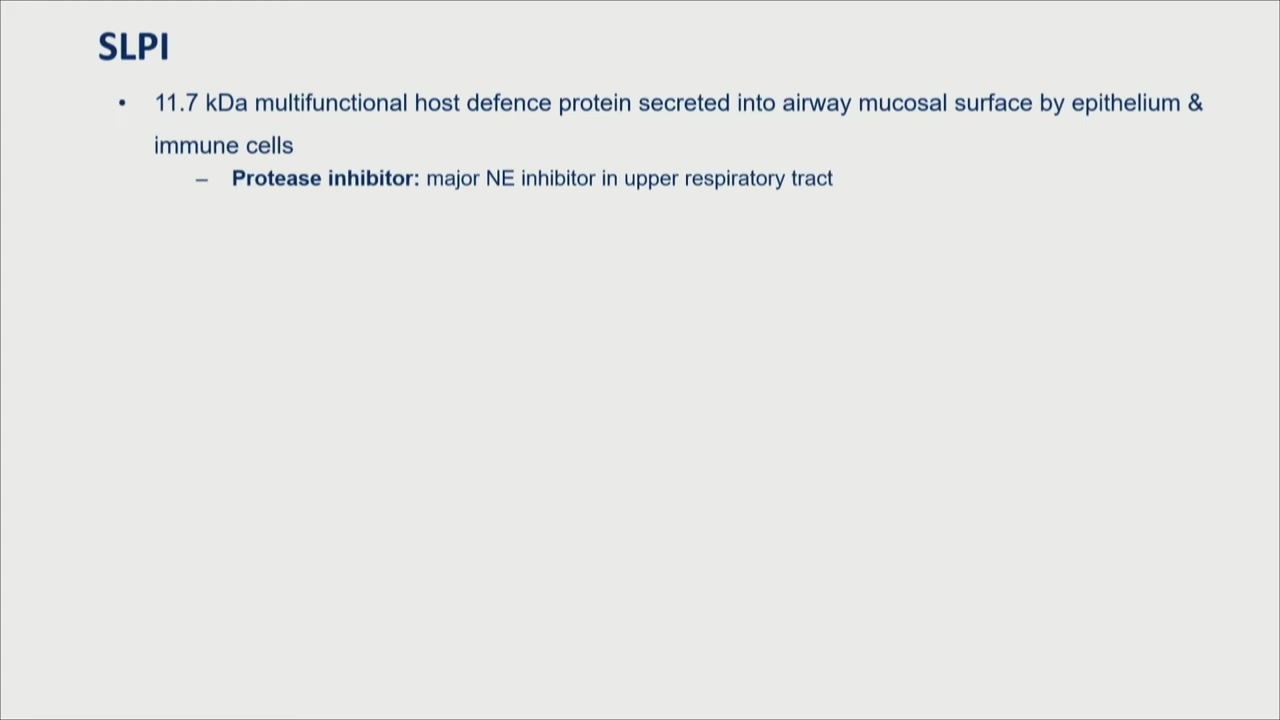 SLPI
• 11.7 kDa multifunctional host defence protein secreted into airway mucosal surface by epithelium &
immune cells
– Protease inhibitor: major NE inhibitor in upper respiratory tract